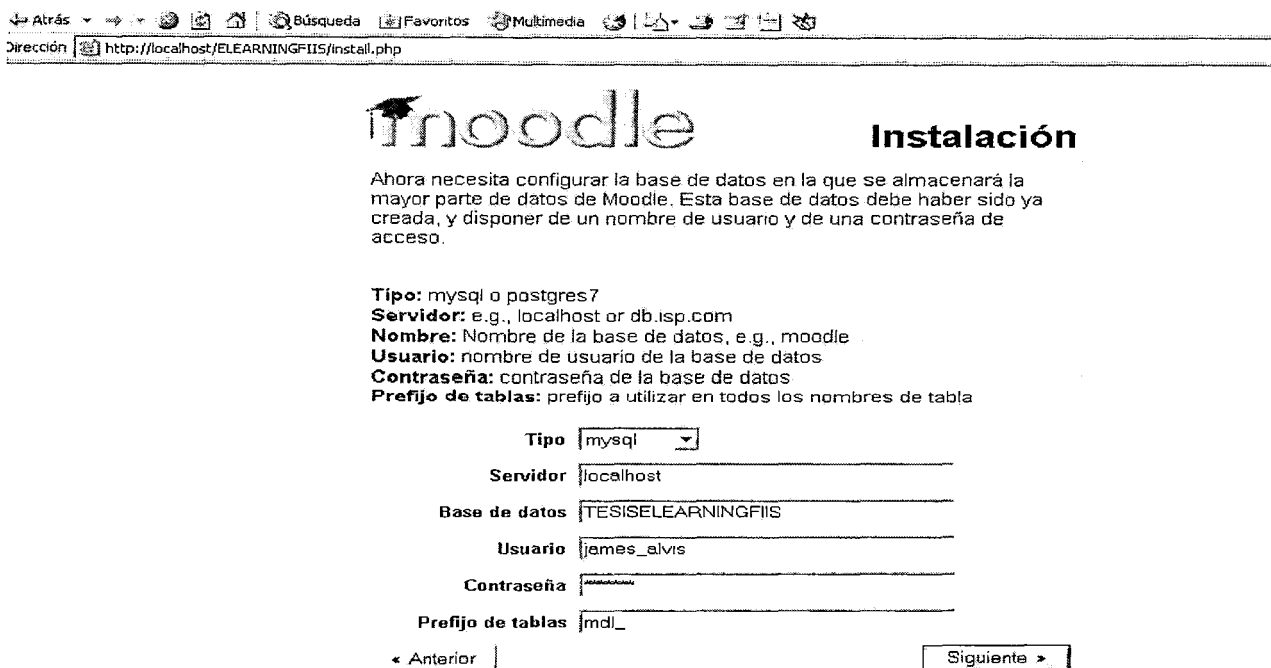 Atrás Búsqueda Favoritos Multimedia
Dirección http://localhost/ELEARNINGFIIS/install.php
moodle Instalación
Ahora necesita configurar la base de datos en la que se almacenará la
mayor parte de datos de Moodle. Esta base de datos debe haber sido ya
creada, y disponer de un nombre de usuario y de una contraseña de
acceso.
Tipo: mysql o postgres7
Servidor: e.g., localhost or db.isp.com
Nombre: Nombre de la base de datos, e.g., moodle
Usuario: nombre de usuario de la base de datos
Contraseña: contraseña de la base de datos
Prefijo de tablas: prefijo a utilizar en todos los nombres de tabla
Tipo mysql
Servidor localhost
Base de datos TESISELEARNINGFIIS
Usuario james_alvis
Contraseña ********
Prefijo de tablas mdl_
« Anterior Siguiente »